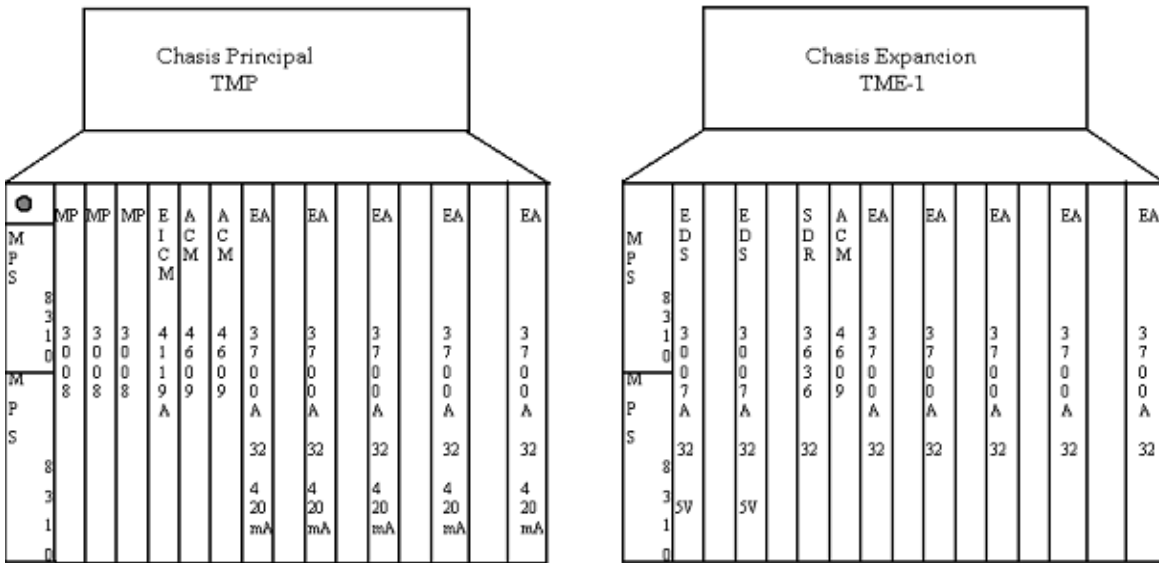 Chasis Principal
TMP
MPS 8310
MPS 8310
MP 3008
MP 3008
MP 3008
EICM 4119A
ACM 4609
ACM 4609
EA 3700A 32 4 20 mA
EA 3700A 32 4 20 mA
EA 3700A 32 4 20 mA
EA 3700A 32 4 20 mA
EA 3700A 32 4 20 mA
Chasis Expancion
TME-1
MPS 8310
MPS 8310
EDS 3007A 32 5V
EDS 3007A 32 5V
SDR 3636 32
ACM 4609
EA 3700A 32
EA 3700A 32
EA 3700A 32
EA 3700A 32
EA 3700A 32